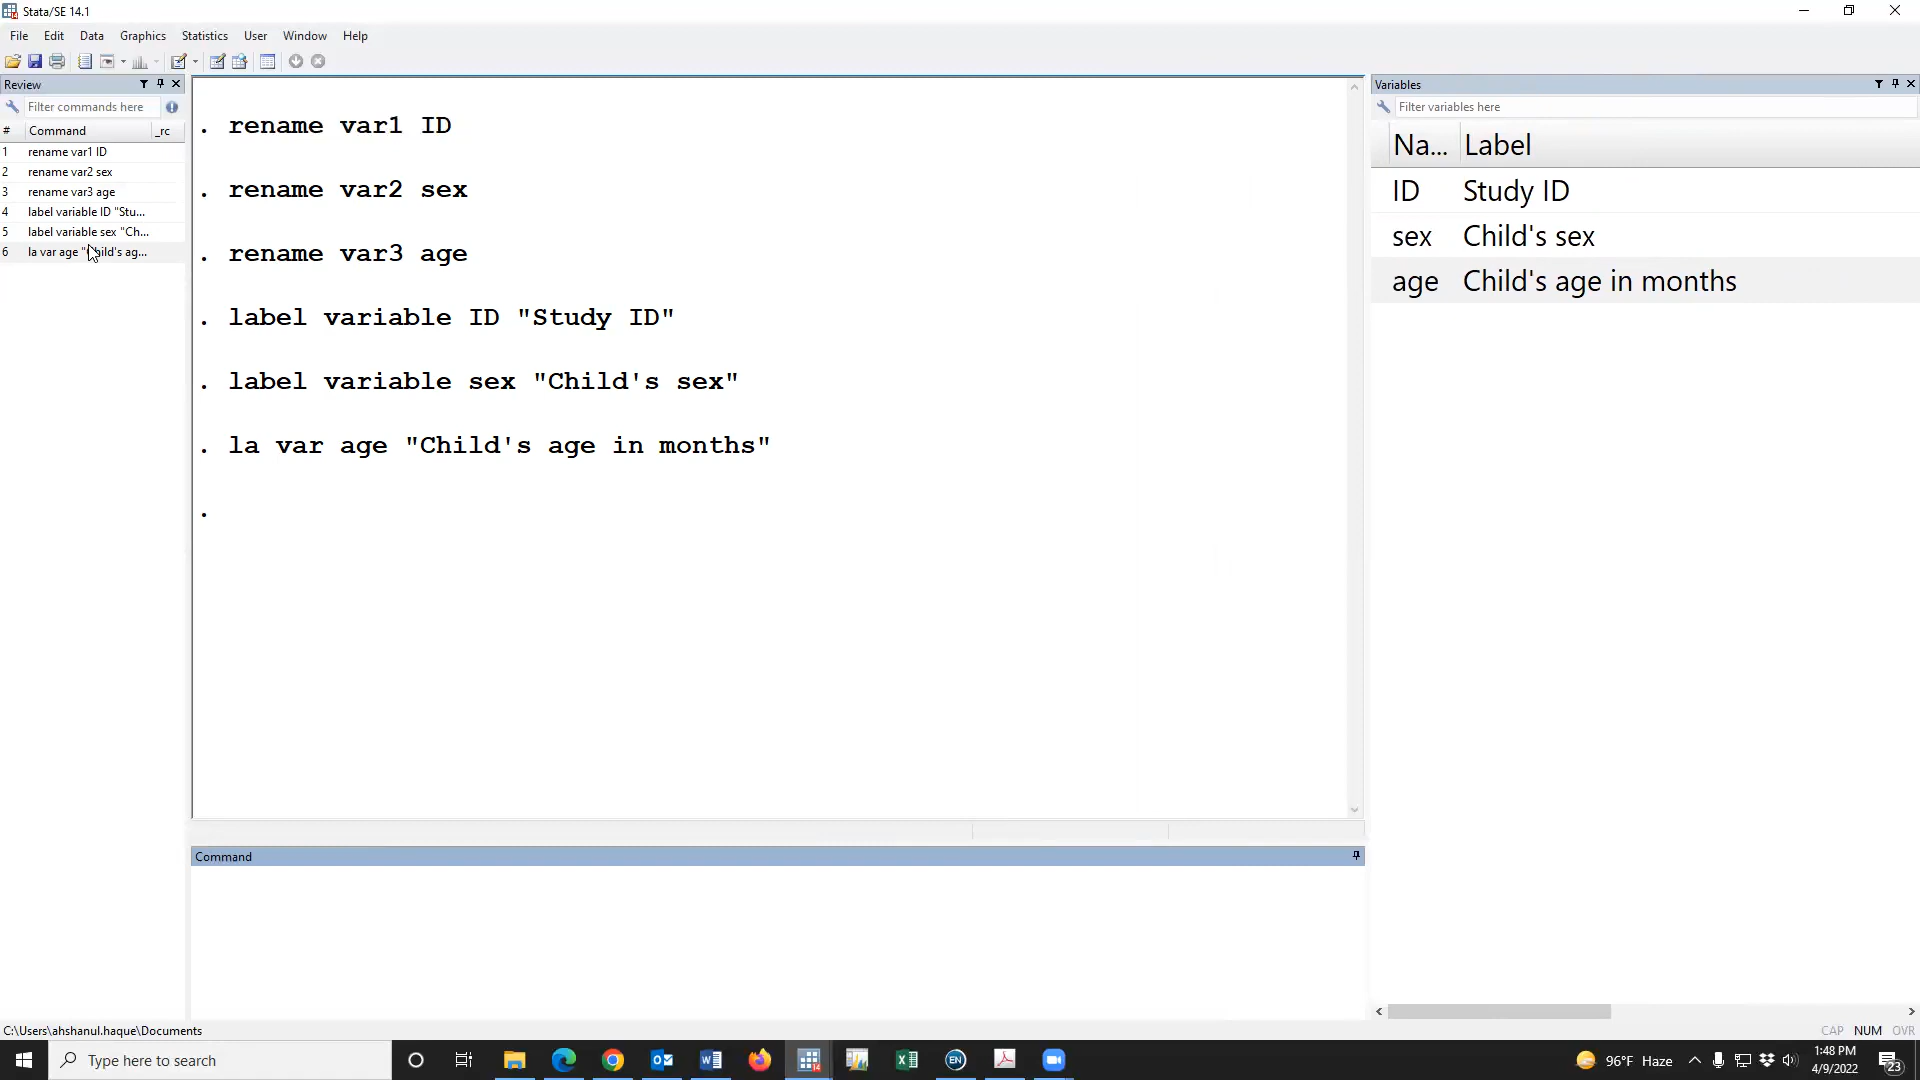 Stata/SE 14.1
File Edit Data Graphics Statistics User Window Help
Review
Filter commands here
# Command _rc
1 rename var1 ID
2 rename var2 sex
3 rename var3 age
4 label variable ID "Stu...
5 label variable sex "Ch...
6 la var age "Child's ag...
. rename var1 ID
. rename var2 sex
. rename var3 age
. label variable ID "Study ID"
. label variable sex "Child's sex"
. la var age "Child's age in months"
.
Command
Variables
Filter variables here
Na... Label
ID Study ID
sex Child's sex
age Child's age in months
C:\Users\ahshanul.haque\Documents
CAP NUM OVR
Type here to search
EN
96°F Haze
1:48 PM
4/9/2022
23